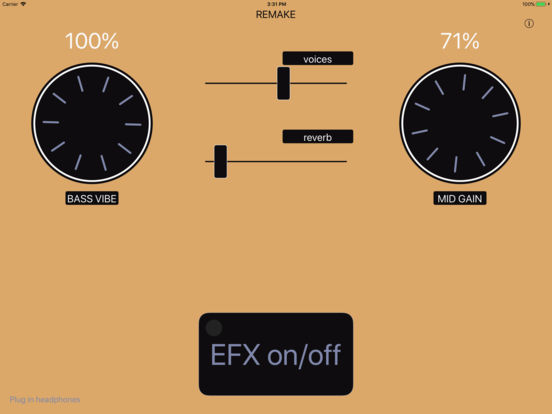 Carrier 3:31 PM 100%
REMAKE
100% 71%
voices
reverb
BASS VIBE MID GAIN
EFX on/off
Plug in headphones